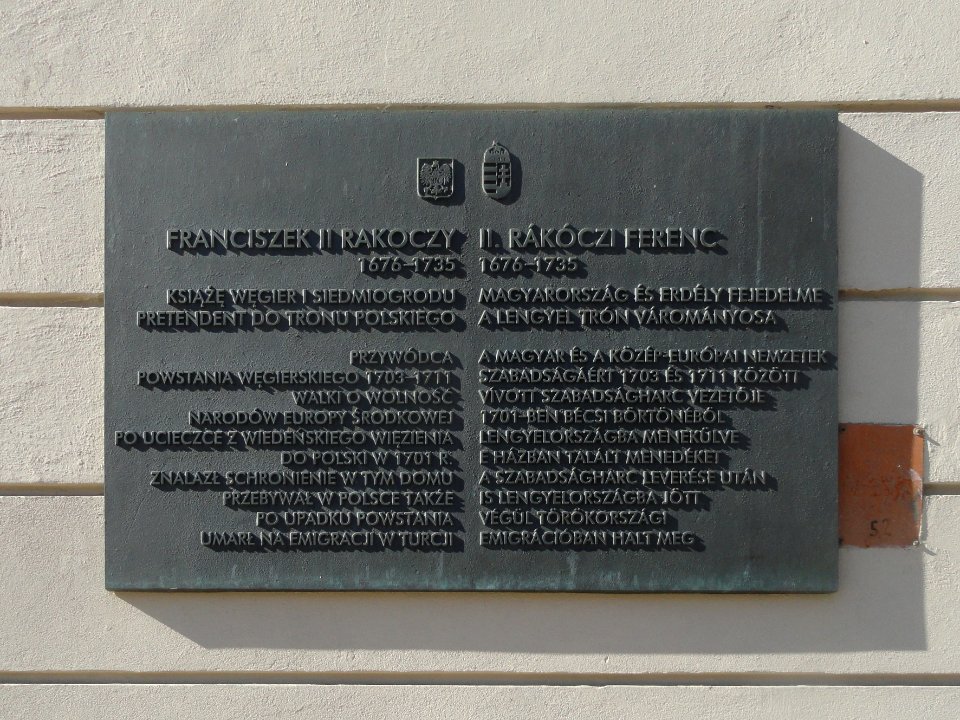 FRANCISZEK II RAKOCZY
1676-1735
KSIĄŻĘ WĘGIER I SIEDMIOGRODU
PRETENDENT DO TRONU POLSKIEGO
PRZYWÓDCA
POWSTANIA WĘGIERSKIEGO 1703-1711
WALKI O WOLNOŚĆ
NARODÓW EUROPY ŚRODKOWEJ
PO UCIECZCE Z WIEDEŃSKIEGO WIĘZIENIA
DO POLSKI W 1701 R.
ZNALAZŁ SCHRONIENIE W TYM DOMU
PRZEBYWAŁ W POLSCE TAKŻE
PO UPADKU POWSTANIA
UMARŁ NA EMIGRACJI W TURCJI
II. RÁKÓCZI FERENC
1676-1735
MAGYARORSZÁG ÉS ERDÉLY FEJEDELME
A LENGYEL TRÓN VÁROMÁNYOSA
A MAGYAR ÉS A KÖZÉP-EURÓPAI NEMZETEK
SZABADSÁGÁÉRT 1703 ÉS 1711 KÖZÖTT
VÍVOTT SZABADSÁGHARC VEZETŐJE
1701-BEN BÉCSI BÖRTÖNÉBŐL
LENGYELORSZÁGBA MENEKÜLVE
E HÁZBAN TALÁLT MENEDÉKET
A SZABADSÁGHARC LEVERÉSE UTÁN
IS LENGYELORSZÁGBA JÖTT
VÉGÜL TÖRÖKORSZÁGI
EMIGRÁCIÓBAN HALT MEG